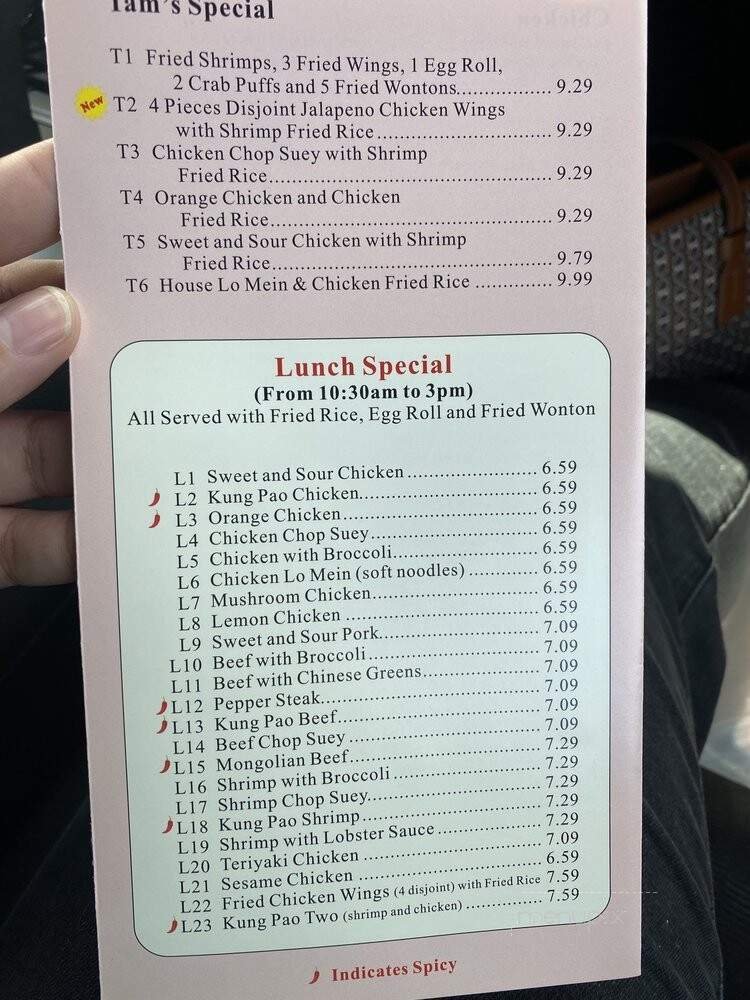 Tam's Special
T1 Fried Shrimps, 3 Fried Wings, 1 Egg Roll,
2 Crab Puffs and 5 Fried Wontons................. 9.29
New T2 4 Pieces Disjoint Jalapeno Chicken Wings
with Shrimp Fried Rice ............................... 9.29
T3 Chicken Chop Suey with Shrimp
Fried Rice.................................................. 9.29
T4 Orange Chicken and Chicken
Fried Rice.................................................. 9.29
T5 Sweet and Sour Chicken with Shrimp
Fried Rice.................................................. 9.79
T6 House Lo Mein & Chicken Fried Rice .............. 9.99
Lunch Special
(From 10:30am to 3pm)
All Served with Fried Rice, Egg Roll and Fried Wonton
L1 Sweet and Sour Chicken ........................ 6.59
L2 Kung Pao Chicken................................. 6.59
L3 Orange Chicken.................................... 6.59
L4 Chicken Chop Suey............................... 6.59
L5 Chicken with Broccoli........................... 6.59
L6 Chicken Lo Mein (soft noodles) ............. 6.59
L7 Mushroom Chicken............................... 6.59
L8 Lemon Chicken ................................... 6.59
L9 Sweet and Sour Pork............................. 7.09
L10 Beef with Broccoli .............................. 7.09
L11 Beef with Chinese Greens..................... 7.09
L12 Pepper Steak....................................... 7.09
L13 Kung Pao Beef.................................... 7.09
L14 Beef Chop Suey .................................. 7.09
L15 Mongolian Beef................................... 7.29
L16 Shrimp with Broccoli ........................... 7.29
L17 Shrimp Chop Suey............................... 7.29
L18 Kung Pao Shrimp................................. 7.29
L19 Shrimp with Lobster Sauce ................... 7.29
L20 Teriyaki Chicken ................................. 7.09
L21 Sesame Chicken .................................. 6.59
L22 Fried Chicken Wings (4 disjoint) with Fried Rice 7.59
L23 Kung Pao Two (shrimp and chicken) .............. 7.59
Indicates Spicy